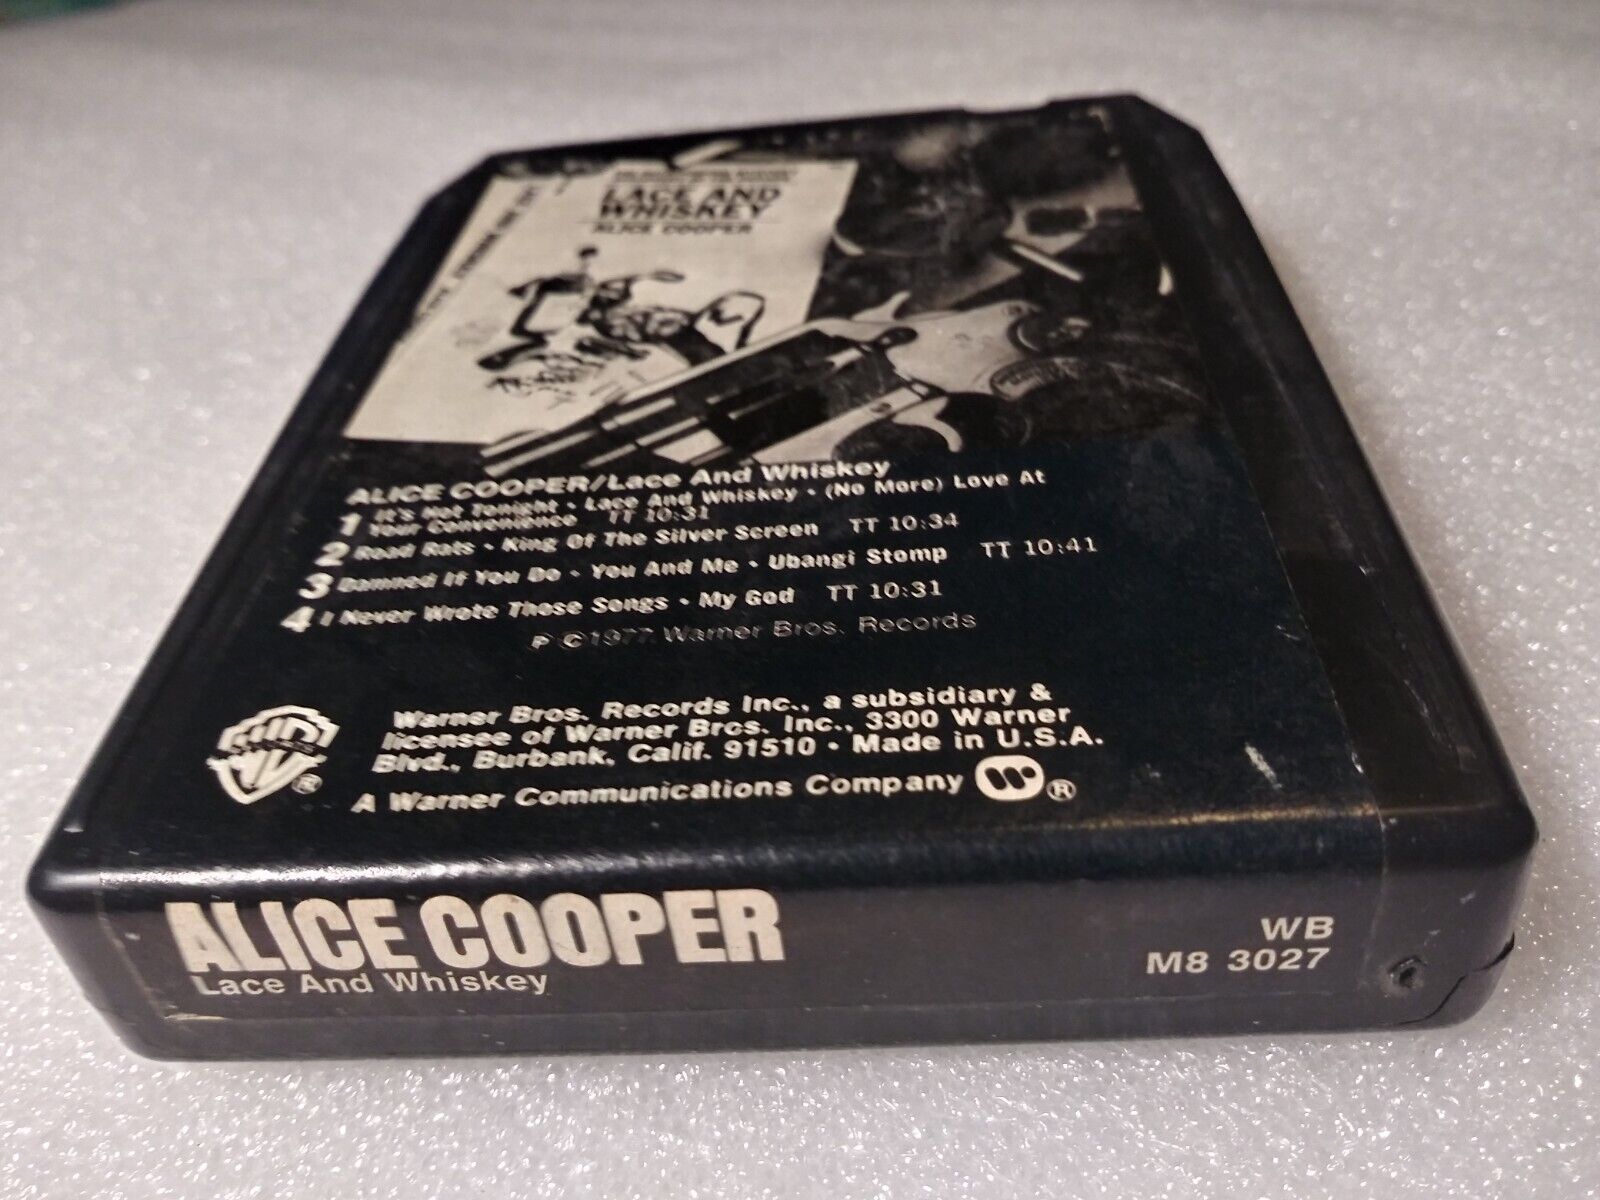 LACE AND
WHISKEY
ALICE COOPER
ALICE COOPER/Lace And Whiskey
1 It's Not Tonight • Lace And Whiskey • (No More) Love At
Your Convenience TT 10:31
2 Road Rats • King Of The Silver Screen TT 10:34
3 Damned If You Do • You And Me • Ubangi Stomp TT 10:41
4 I Never Wrote Those Songs • My God TT 10:31
℗ © 1977 Warner Bros. Records
Warner Bros. Records Inc., a subsidiary &
licensee of Warner Bros. Inc., 3300 Warner
Blvd., Burbank, Calif. 91510 • Made in U.S.A.
A Warner Communications Company ®
®
ALICE COOPER
Lace And Whiskey
WB
M8 3027